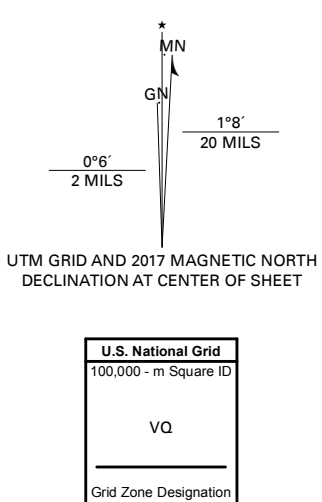 MN
GN
1°8´
20 MILS
0°6´
2 MILS
UTM GRID AND 2017 MAGNETIC NORTH
DECLINATION AT CENTER OF SHEET
U.S. National Grid
100,000 - m Square ID
VQ
Grid Zone Designation